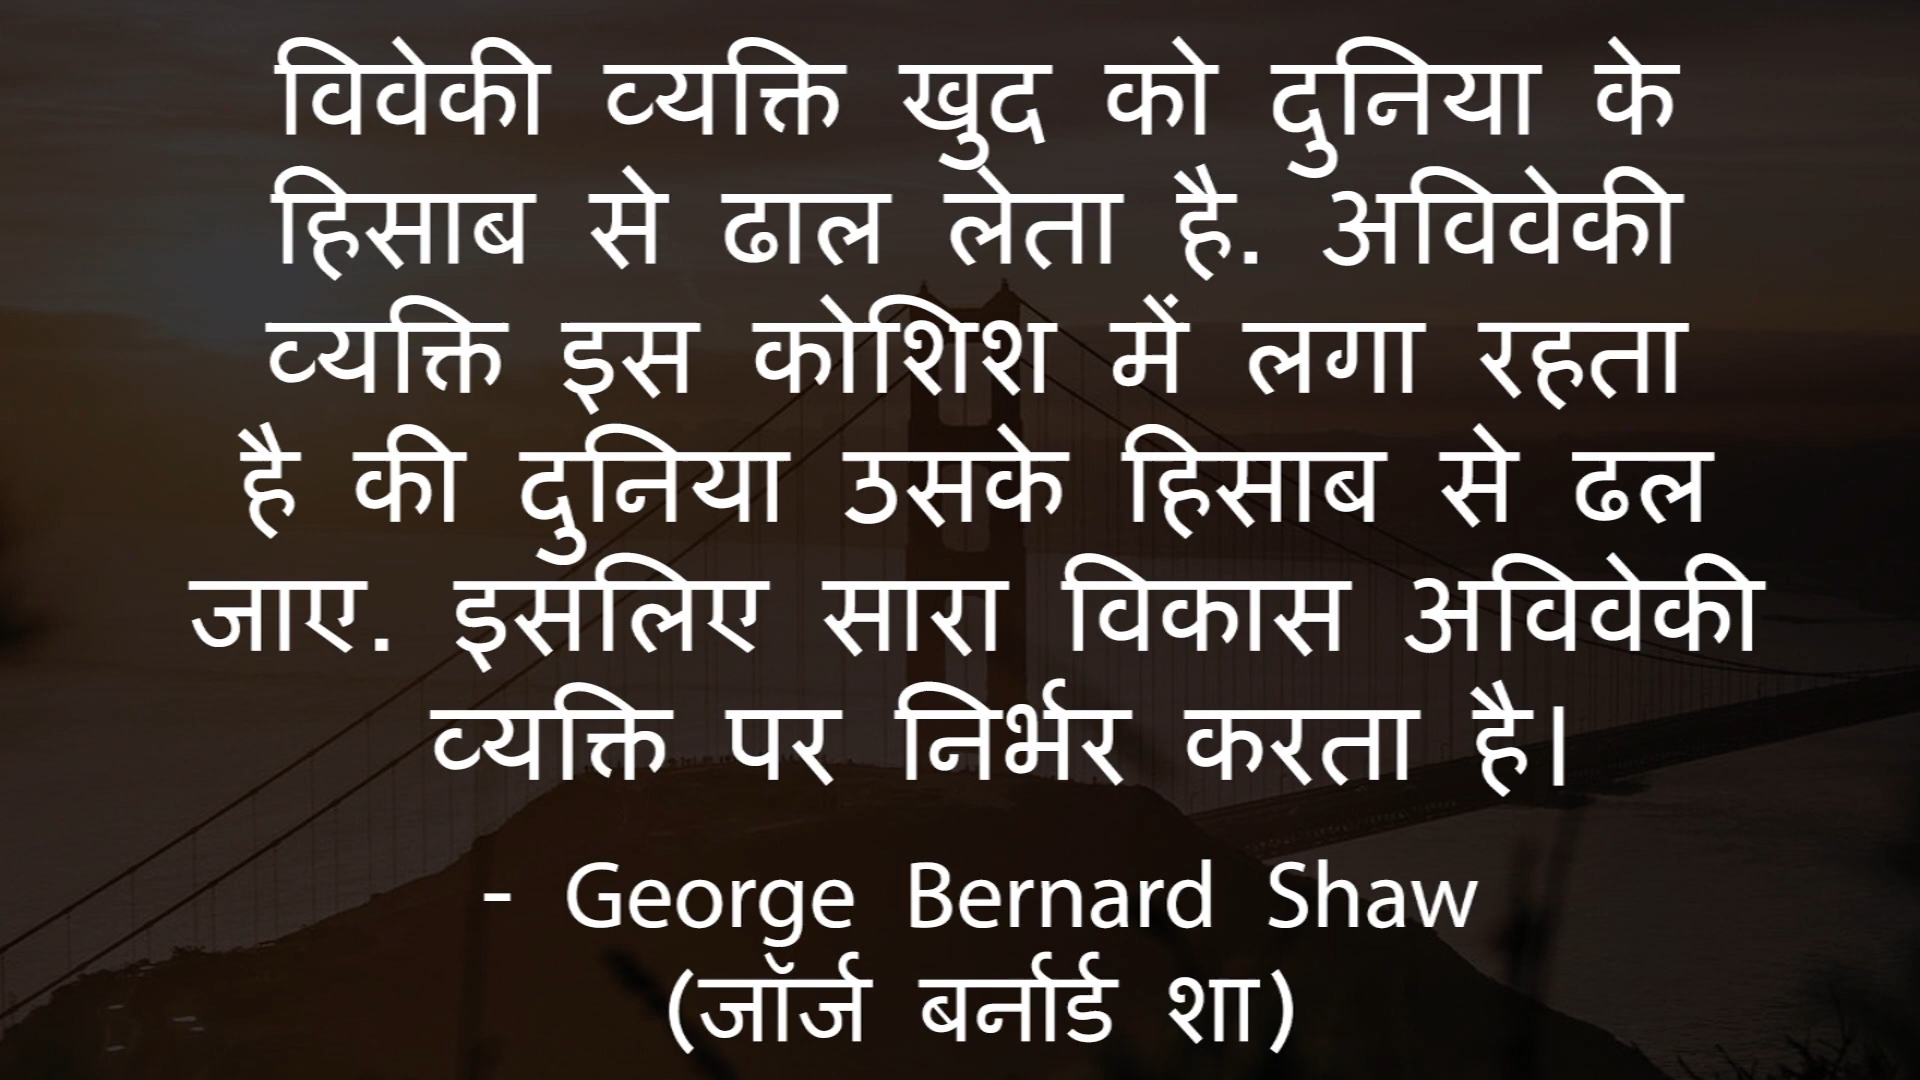 विवेकी व्यक्ति खुद को दुनिया के
हिसाब से ढाल लेता है. अविवेकी
व्यक्ति इस कोशिश में लगा रहता
है की दुनिया उसके हिसाब से ढल
जाए. इसलिए सारा विकास अविवेकी
व्यक्ति पर निर्भर करता है।
- George Bernard Shaw
(जॉर्ज बर्नार्ड शा)